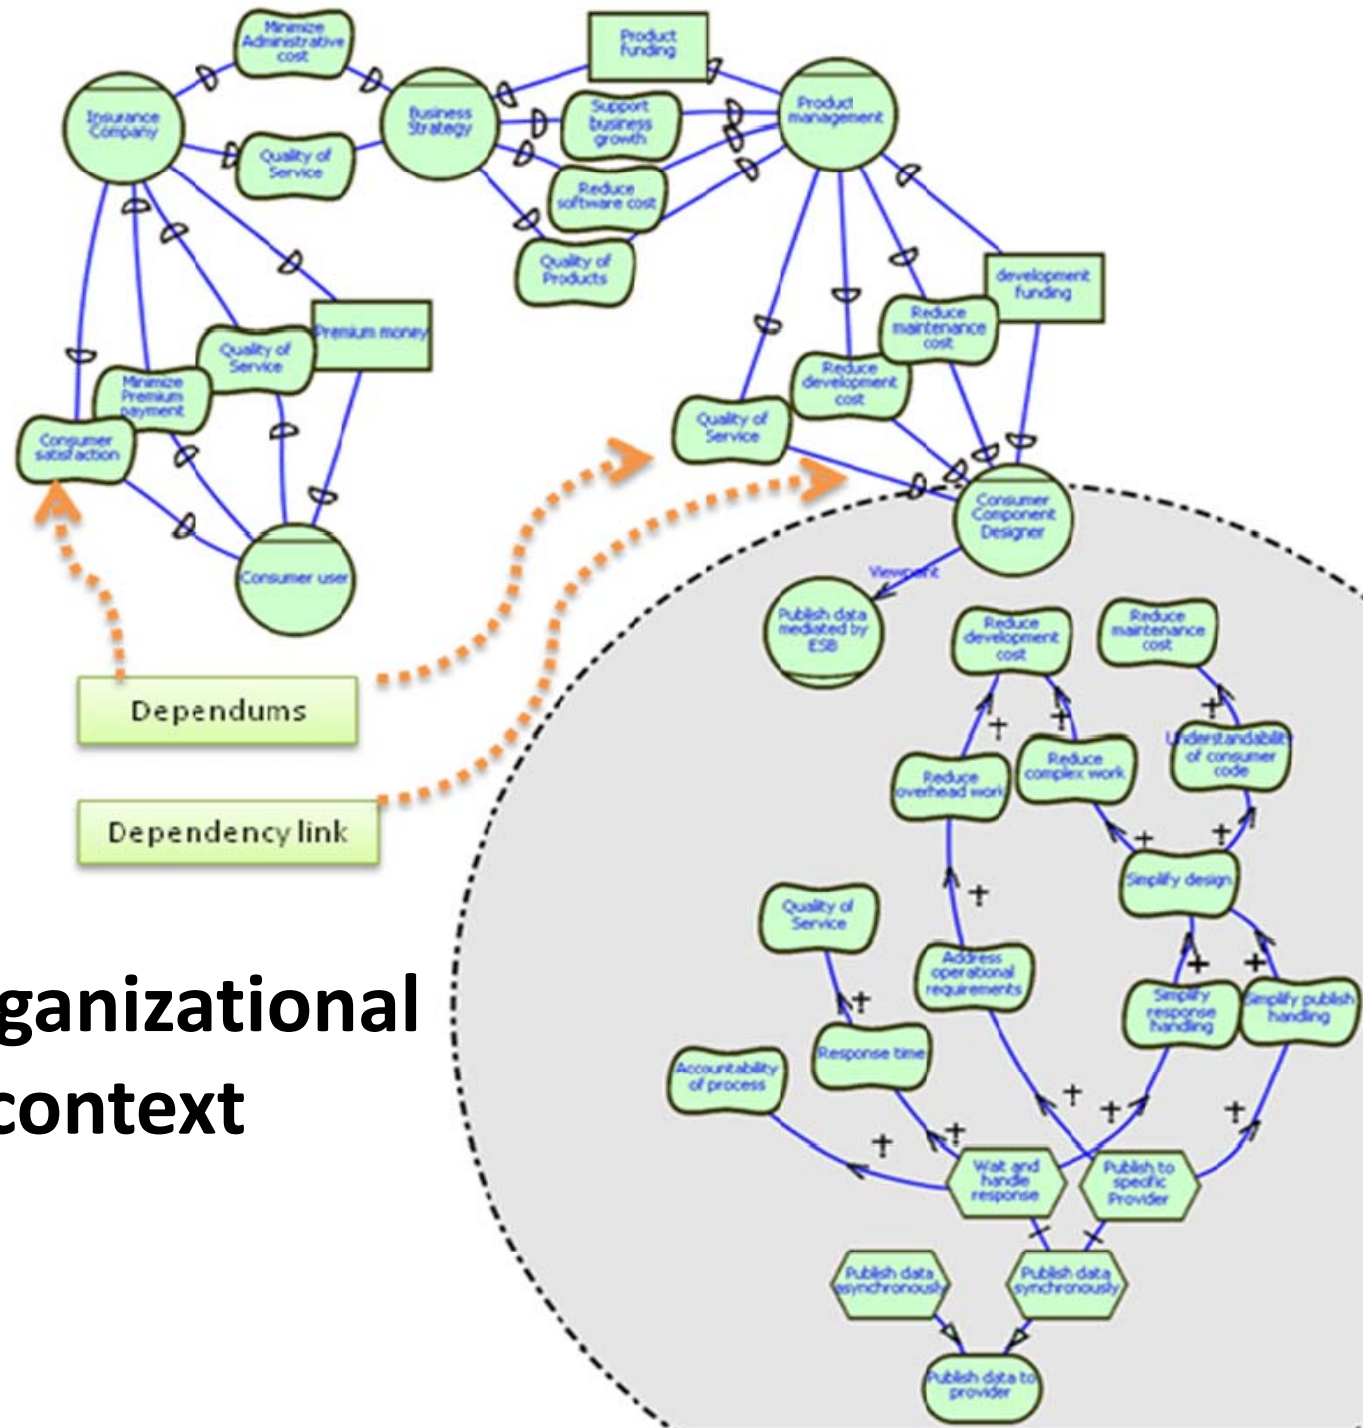 Minimize
Administrative
cost
Product
funding
Insurance
Company
Business
Strategy
Support
business
growth
Product
management
Quality of
Service
Reduce
software cost
Quality of
Products
development
funding
Premium money
Reduce
maintenance
cost
Quality of
Service
Minimize
Premium
payment
Reduce
development
cost
Consumer
satisfaction
Quality of
Service
Consumer
Component
Designer
Consumer user
Viewpoint
Publish data
mediated by
ESB
Reduce
development
cost
Reduce
maintenance
cost
Dependums
Dependency link
Reduce
overhead work
Reduce
complex work
Understandability
of consumer
code
Simplify design
Quality of
Service
Address
operational
requirements
Simplify
response
handling
Simplify publish
handling
ganizational
context
Response time
Accountability
of process
Wait and
handle
response
Publish to
specific
Provider
Publish data
asynchronously
Publish data
synchronously
Publish data to
provider